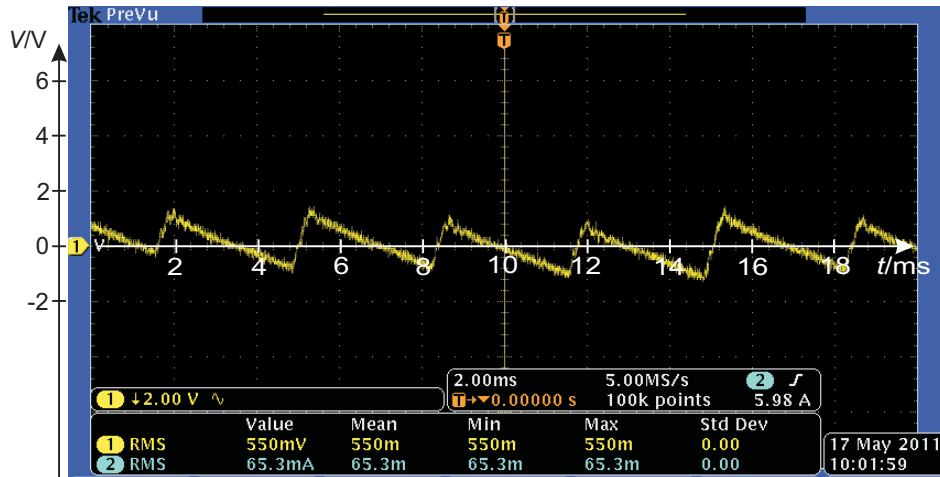 Tek PreVu
T
T
V/V
6
4
2
0
-2
1 V
2 4 6 8 10 12 14 16 18 t/ms
1 ↓2.00 V ∿
2.00ms 5.00MS/s 2 ʃ
T→▼0.00000 s 100k points 5.98 A
Value Mean Min Max Std Dev
1 RMS 550mV 550m 550m 550m 0.00
2 RMS 65.3mA 65.3m 65.3m 65.3m 0.00
17 May 2011
10:01:59